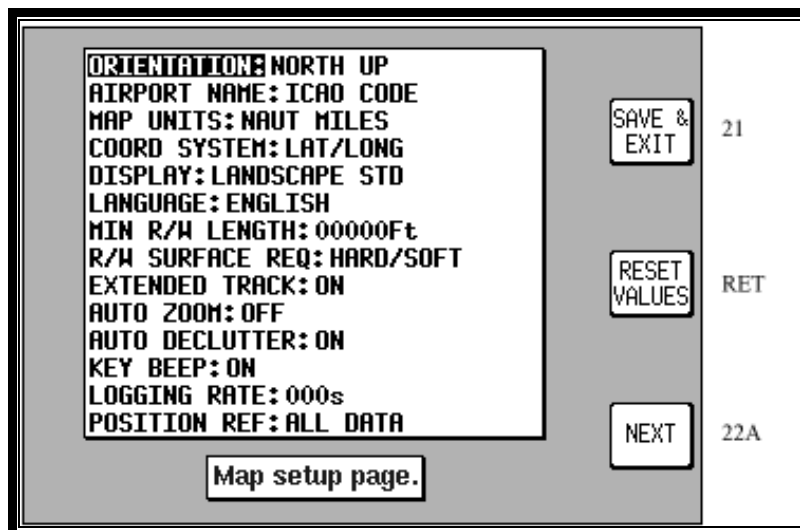 ORIENTATION: NORTH UP
AIRPORT NAME: ICAO CODE
MAP UNITS: NAUT MILES
COORD SYSTEM: LAT/LONG
DISPLAY: LANDSCAPE STD
LANGUAGE: ENGLISH
MIN R/W LENGTH: 00000Ft
R/W SURFACE REQ: HARD/SOFT
EXTENDED TRACK: ON
AUTO ZOOM: OFF
AUTO DECLUTTER: ON
KEY BEEP: ON
LOGGING RATE: 000s
POSITION REF: ALL DATA
Map setup page.
SAVE &
EXIT
21
RESET
VALUES
RET
NEXT
22A